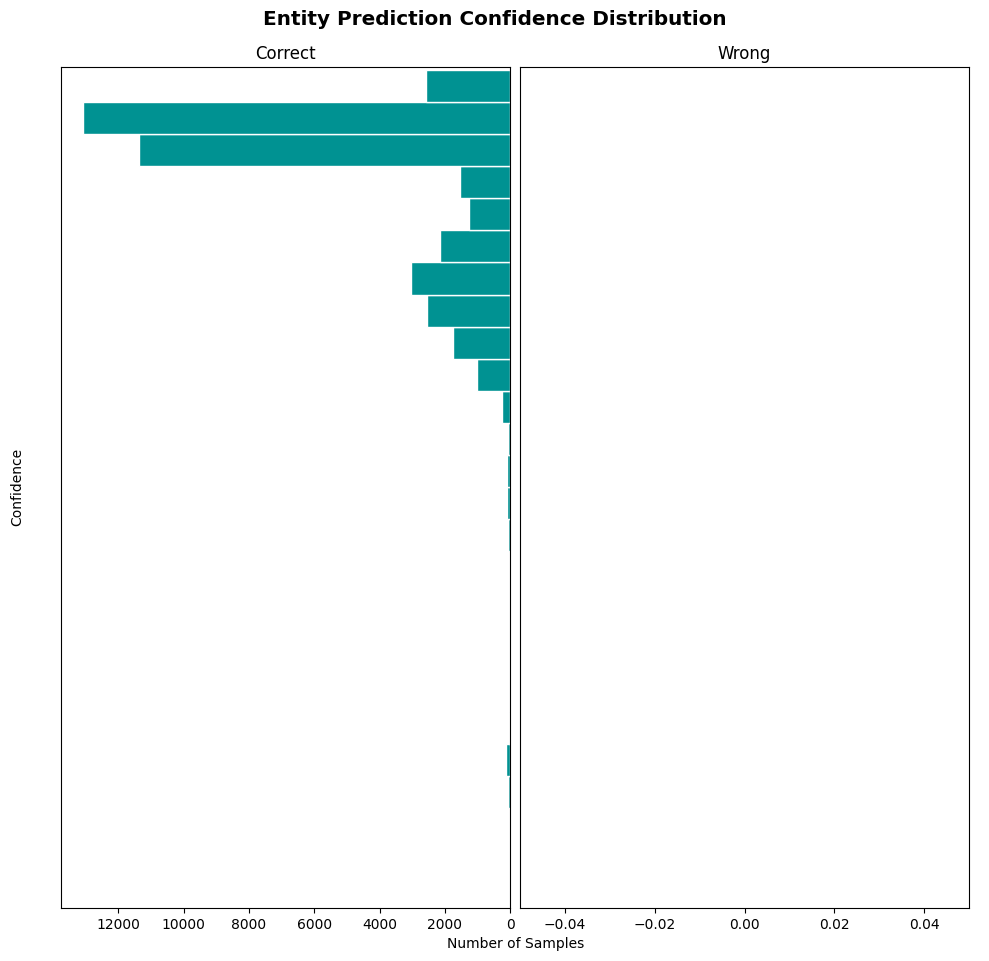 Entity Prediction Confidence Distribution
Correct
Wrong
Confidence
12000 10000 8000 6000 4000 2000 0
−0.04 −0.02 0.00 0.02 0.04
Number of Samples